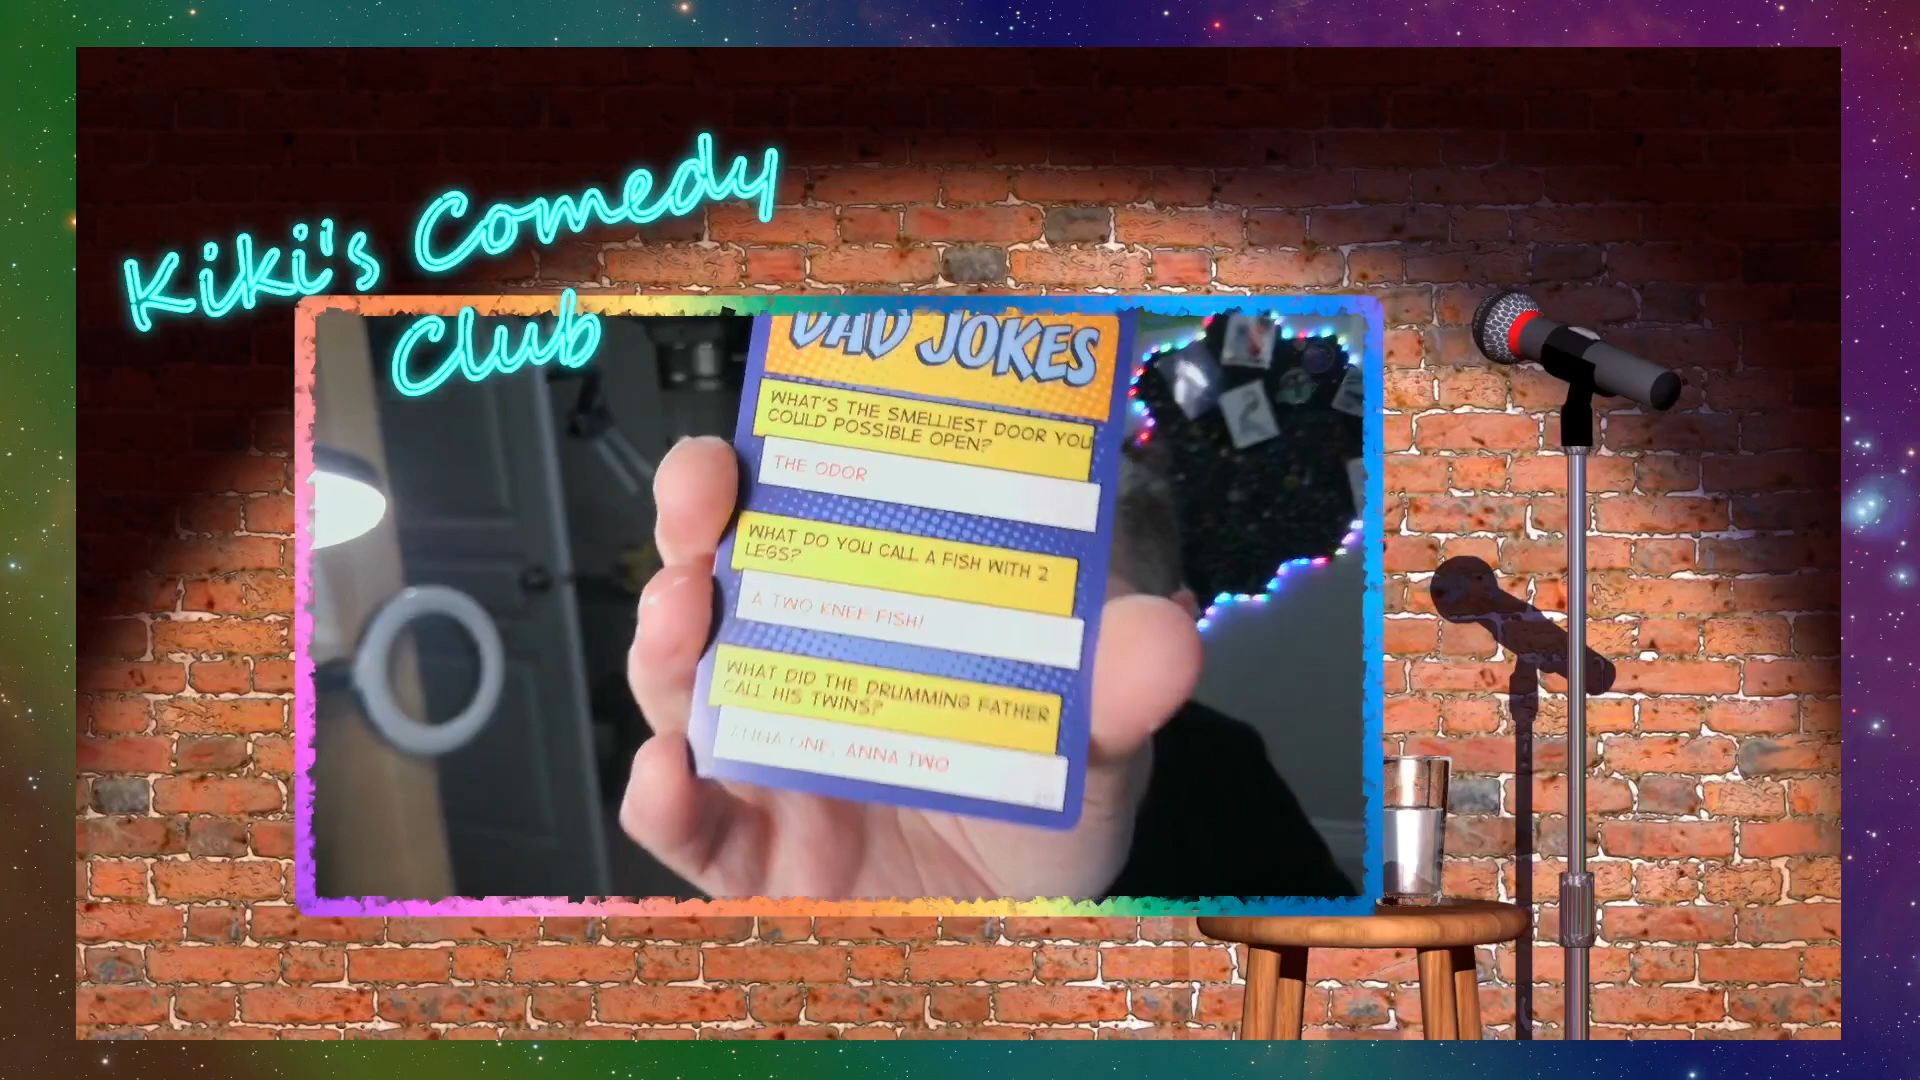 Kiki's Comedy
Club
DAD JOKES
WHAT'S THE SMELLIEST DOOR YOU
COULD POSSIBLE OPEN?
THE ODOR
WHAT DO YOU CALL A FISH WITH 2
LEGS?
A TWO KNEE FISH!
WHAT DID THE DRUMMING FATHER
CALL HIS TWINS?
ANNA ONE, ANNA TWO